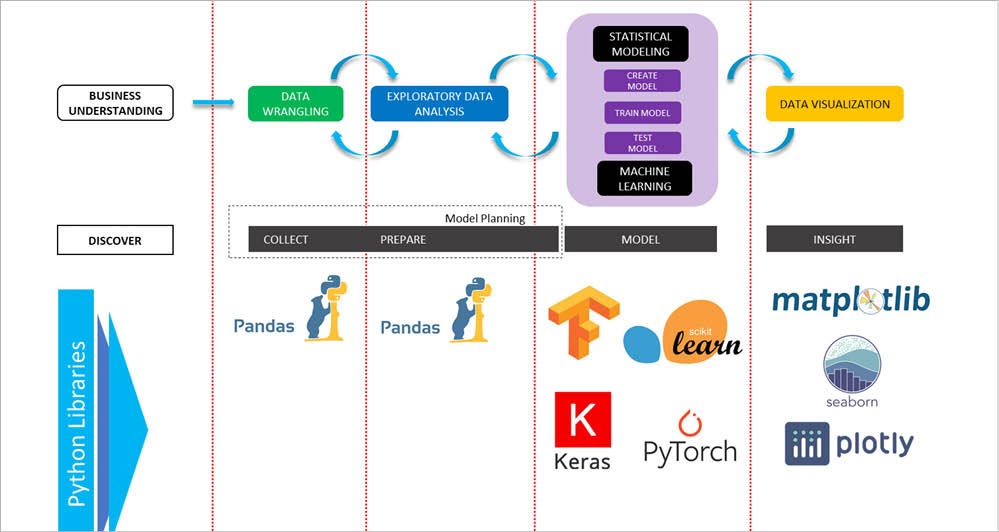 BUSINESS
UNDERSTANDING
DATA
WRANGLING
EXPLORATORY DATA
ANALYSIS
STATISTICAL
MODELING
CREATE
MODEL
TRAIN MODEL
TEST
MODEL
MACHINE
LEARNING
DATA VISUALIZATION
Model Planning
DISCOVER
COLLECT
PREPARE
MODEL
INSIGHT
Python Libraries
Pandas
Pandas
scikit
learn
K
Keras
PyTorch
matplotlib
seaborn
plotly